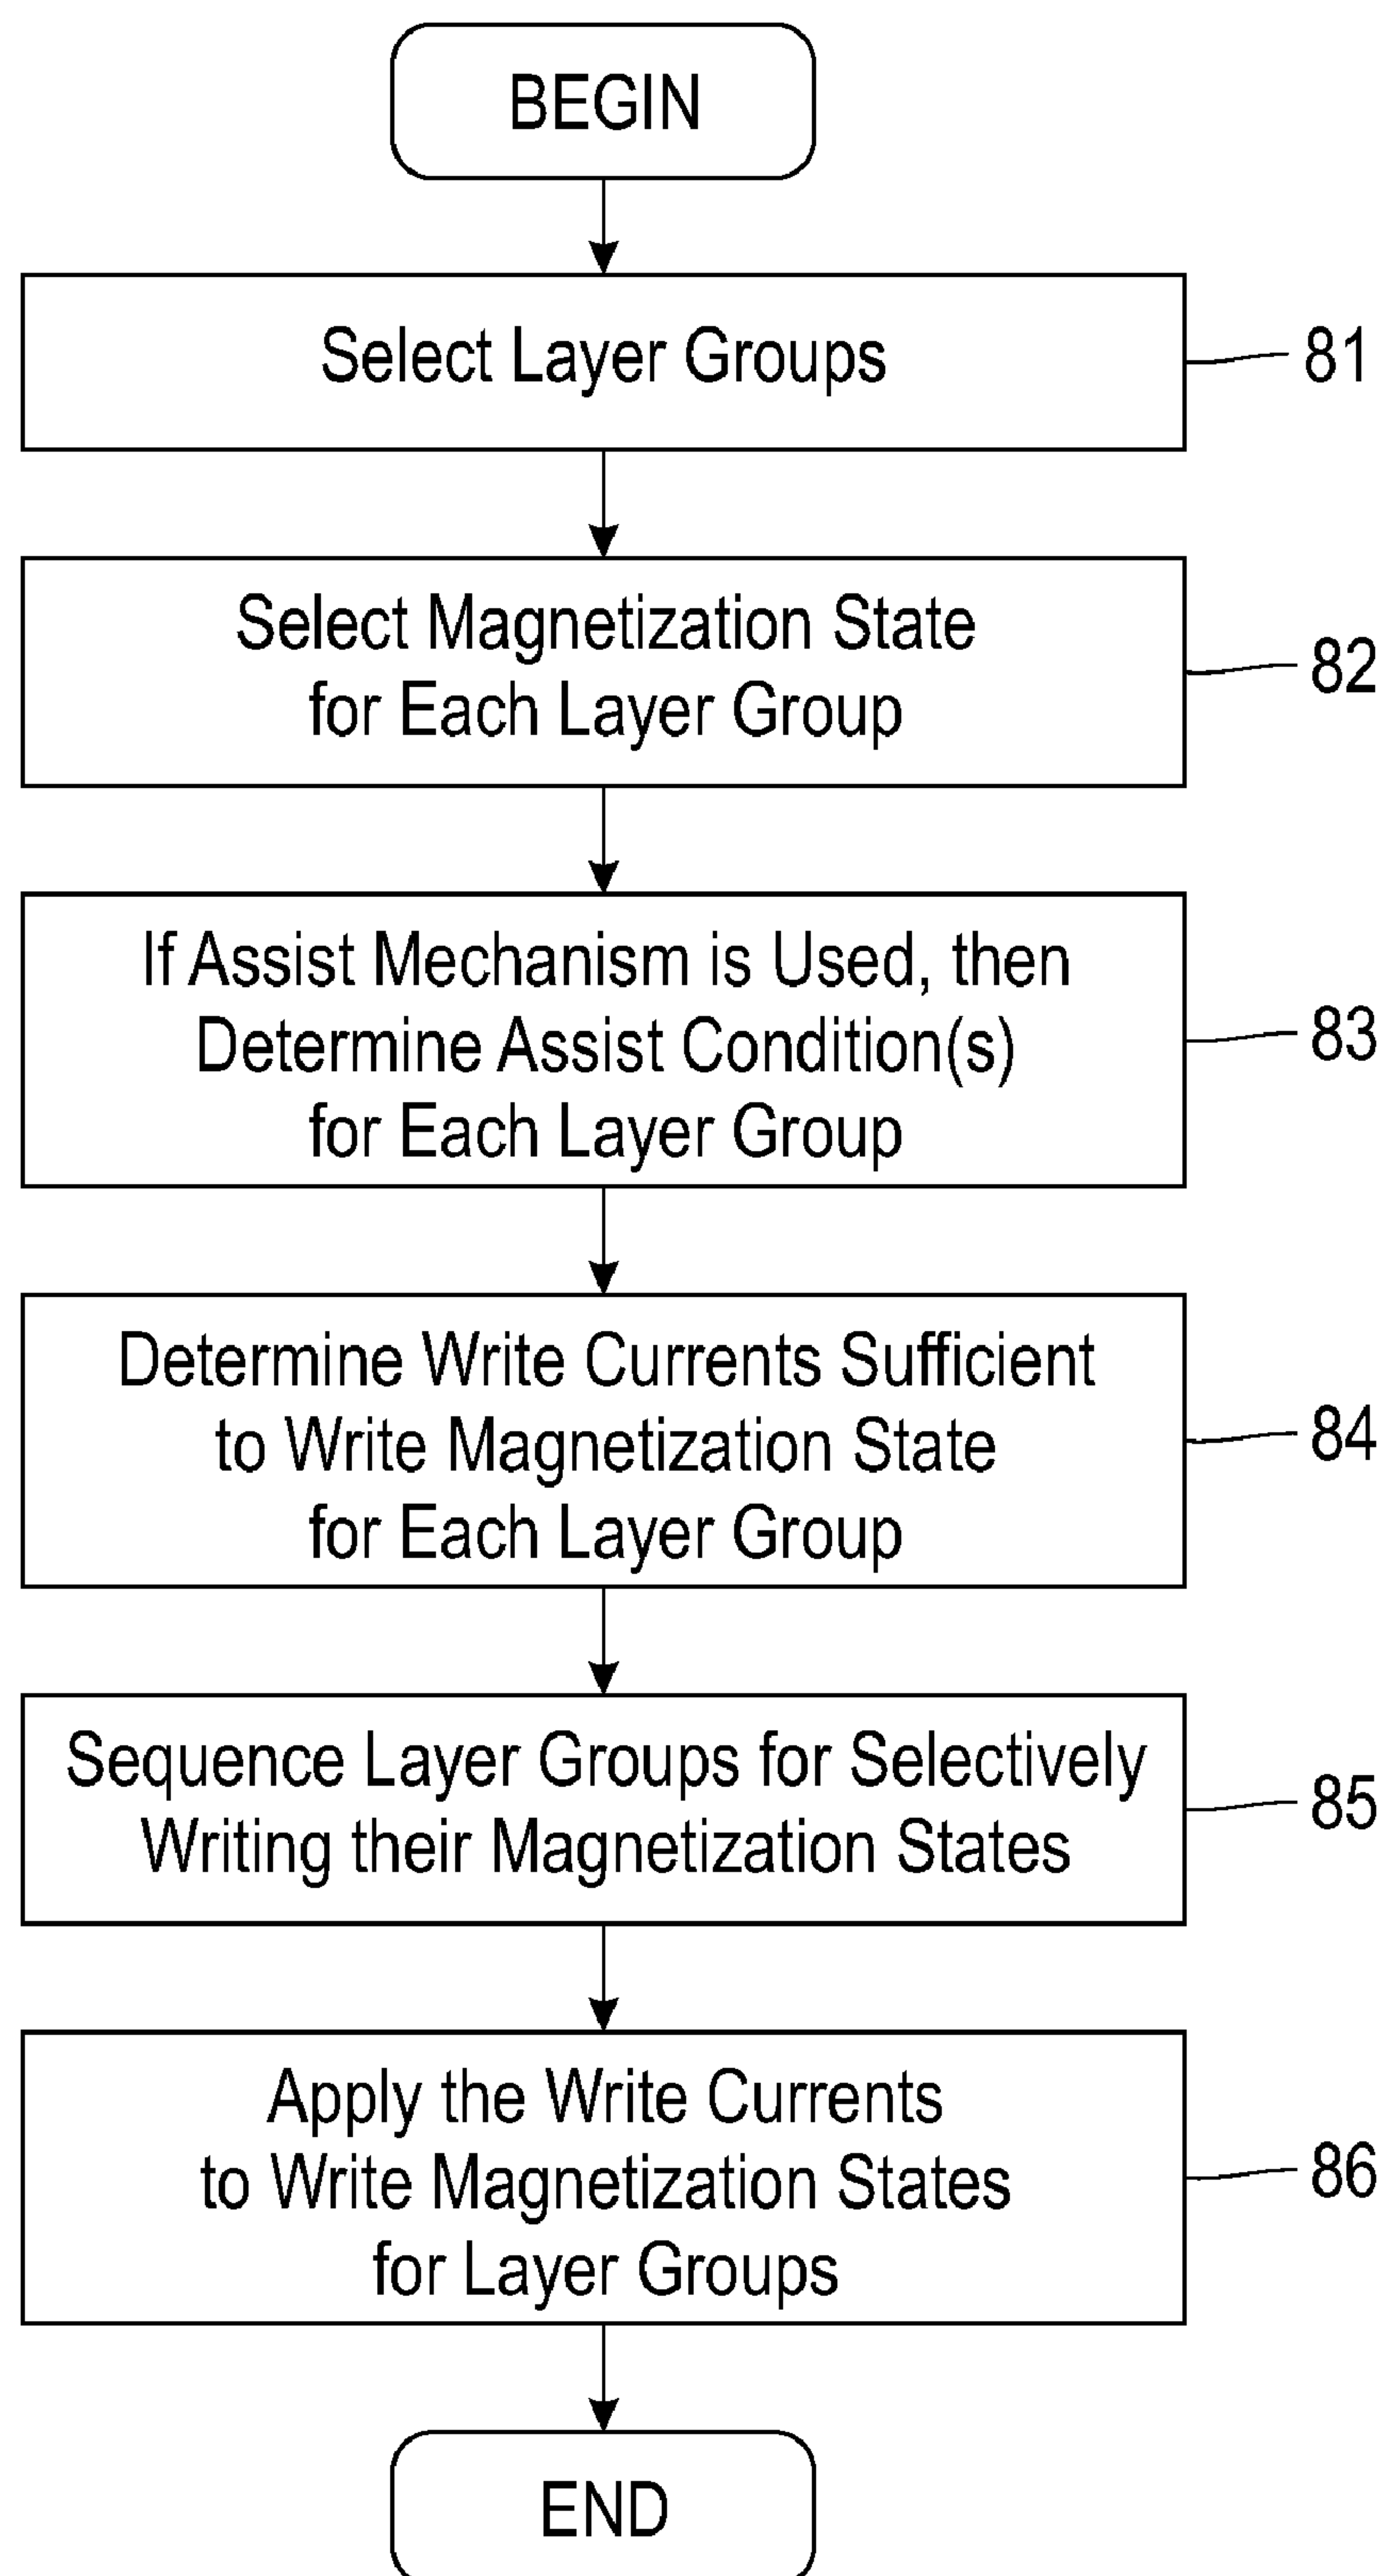 BEGIN
Select Layer Groups
81
Select Magnetization State
for Each Layer Group
82
If Assist Mechanism is Used, then
Determine Assist Condition(s)
for Each Layer Group
83
Determine Write Currents Sufficient
to Write Magnetization State
for Each Layer Group
84
Sequence Layer Groups for Selectively
Writing their Magnetization States
85
Apply the Write Currents
to Write Magnetization States
for Layer Groups
86
END